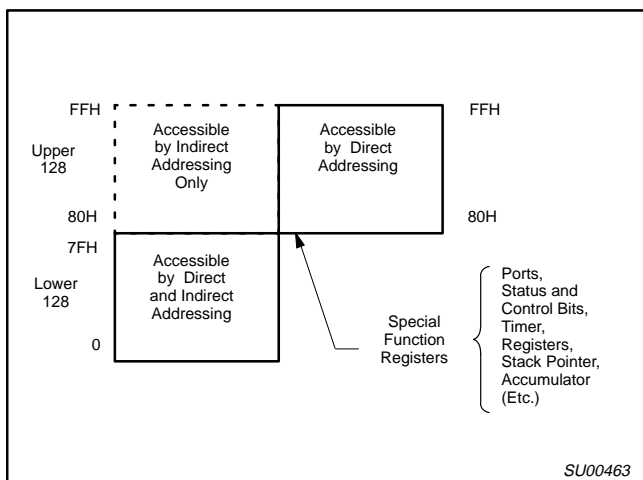 FFH
Upper
128
80H
7FH
Lower
128
0
Accessible
by Indirect
Addressing
Only
Accessible
by Direct
Addressing
FFH
80H
Accessible
by Direct
and Indirect
Addressing
Special
Function
Registers
Ports,
Status and
Control Bits,
Timer,
Registers,
Stack Pointer,
Accumulator
(Etc.)
SU00463